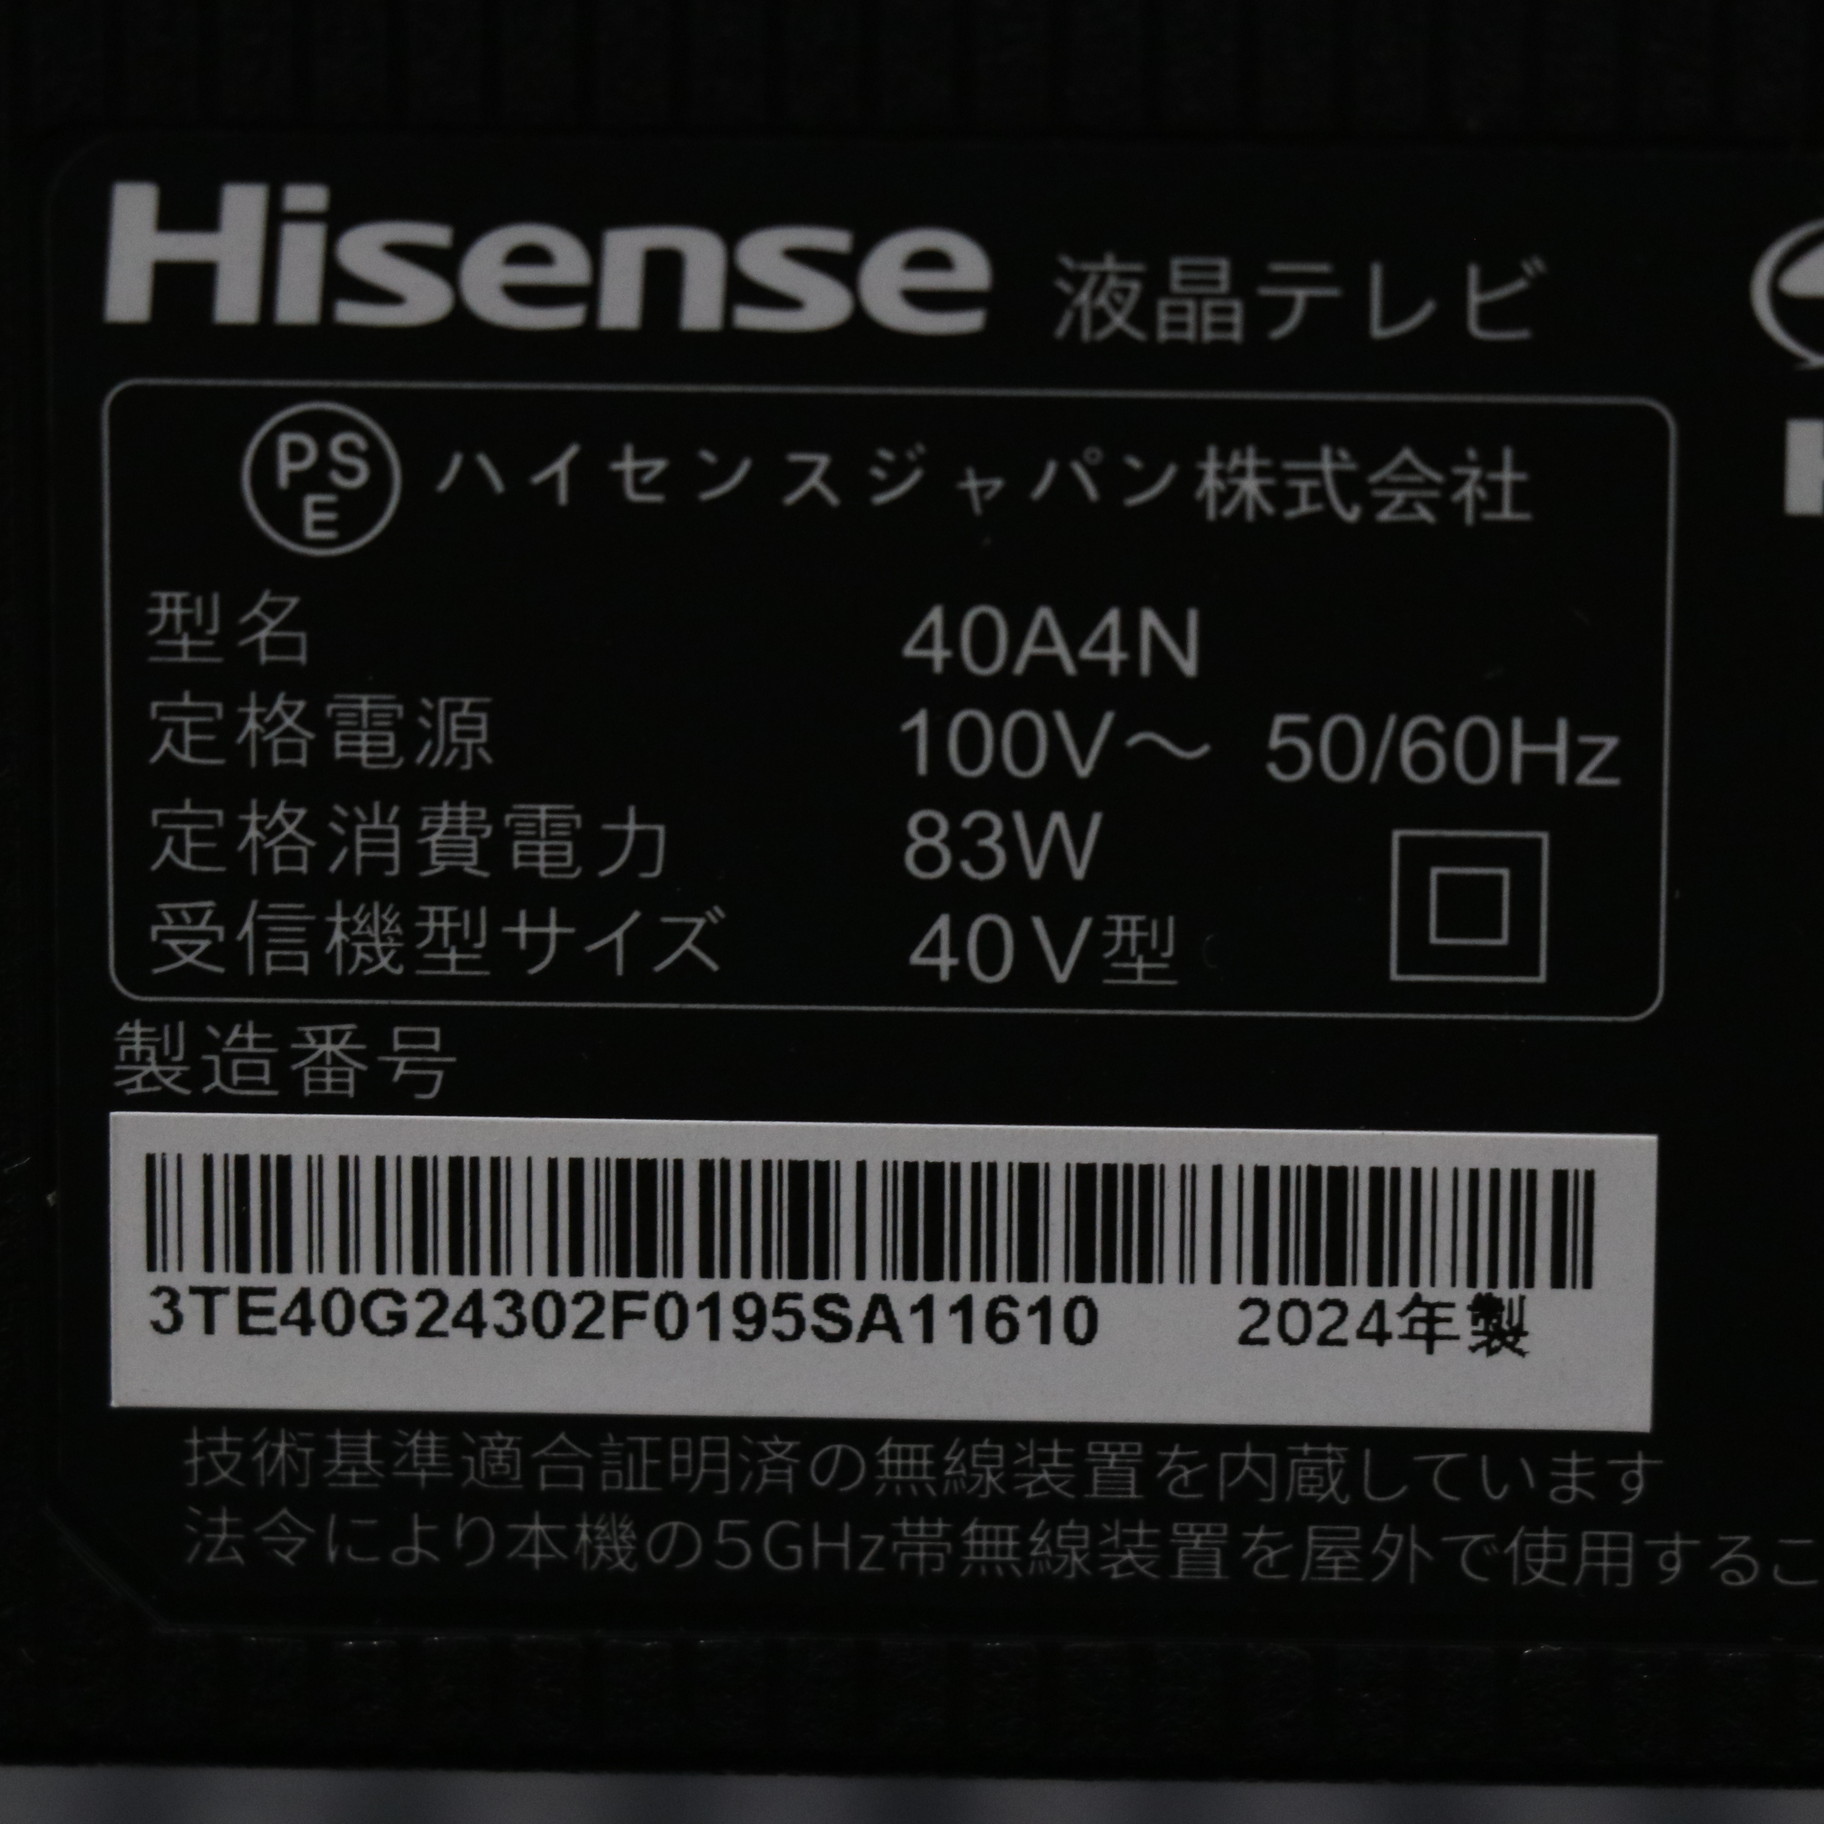 Hisense 液晶テレビ
PSE ハイセンスジャパン株式会社
型名 40A4N
定格電源 100V～ 50/60Hz
定格消費電力 83W
受信機型サイズ 40V型
製造番号
3TE40G24302F0195SA11610 2024年製
技術基準適合証明済の無線装置を内蔵しています
法令により本機の5GHz帯無線装置を屋外で使用するこ